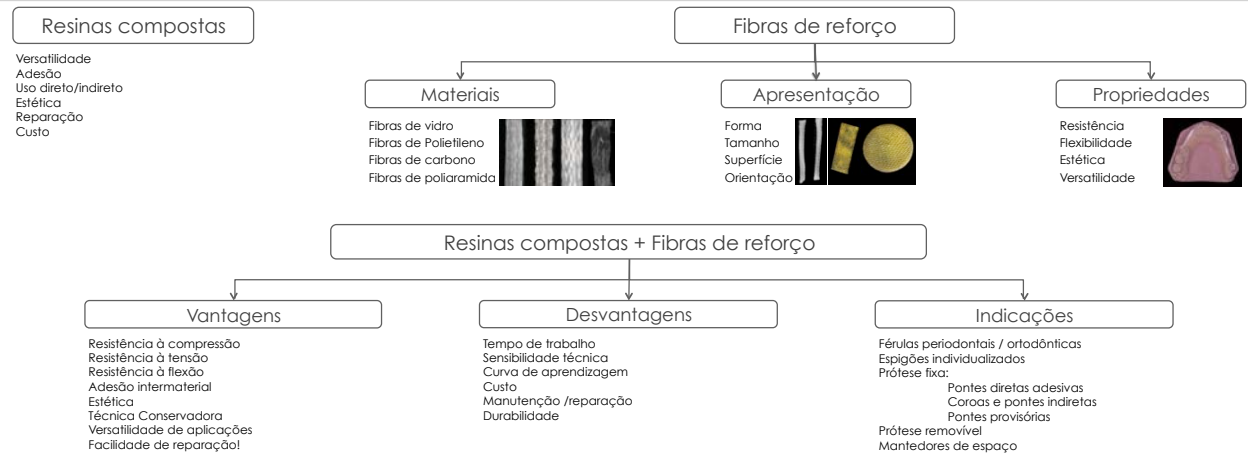 Resinas compostas
Versatilidade
Adesão
Uso direto/indireto
Estética
Reparação
Custo
Fibras de reforço
Materiais
Fibras de vidro
Fibras de Polietileno
Fibras de carbono
Fibras de poliaramida
Apresentação
Forma
Tamanho
Superfície
Orientação
Propriedades
Resistência
Flexibilidade
Estética
Versatilidade
Resinas compostas + Fibras de reforço
Vantagens
Resistência à compressão
Resistência à tensão
Resistência à flexão
Adesão intermaterial
Estética
Técnica Conservadora
Versatilidade de aplicações
Facilidade de reparação!
Desvantagens
Tempo de trabalho
Sensibilidade técnica
Curva de aprendizagem
Custo
Manutenção /reparação
Durabilidade
Indicações
Férulas periodontais / ortodônticas
Espigões individualizados
Prótese fixa:
Pontes diretas adesivas
Coroas e pontes indiretas
Pontes provisórias
Prótese removível
Mantedores de espaço